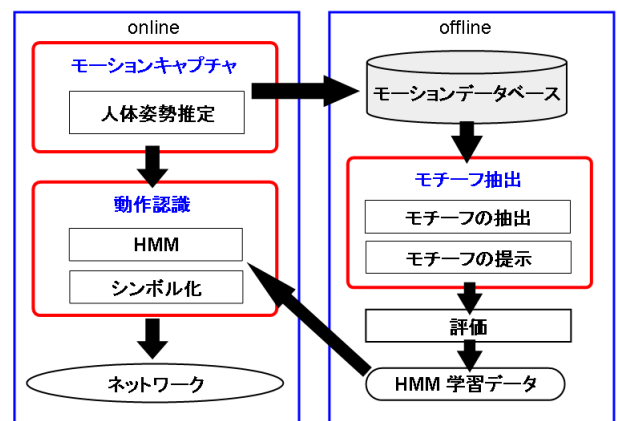 online
モーションキャプチャ
人体姿勢推定
動作認識
HMM
シンボル化
ネットワーク
offline
モーションデータベース
モチーフ抽出
モチーフの抽出
モチーフの提示
評価
HMM 学習データ